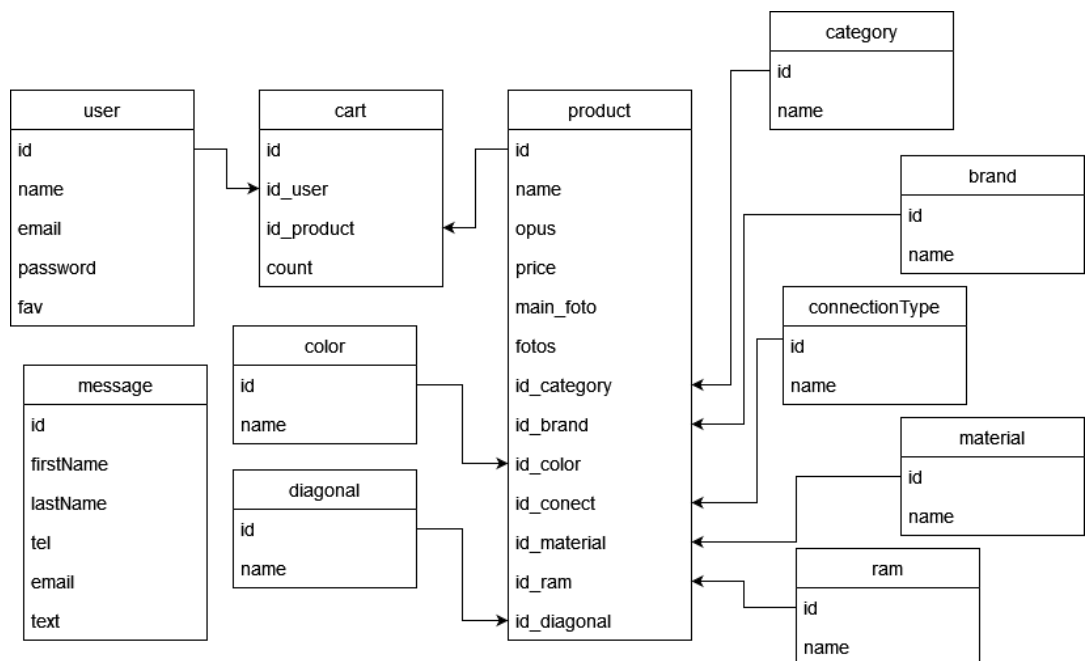 category
id
name
user
id
name
email
password
fav
cart
id
id_user
id_product
count
product
id
name
opus
price
main_foto
fotos
id_category
id_brand
id_color
id_conect
id_material
id_ram
id_diagonal
brand
id
name
connectionType
id
name
color
id
name
message
id
firstName
lastName
tel
email
text
diagonal
id
name
material
id
name
ram
id
name